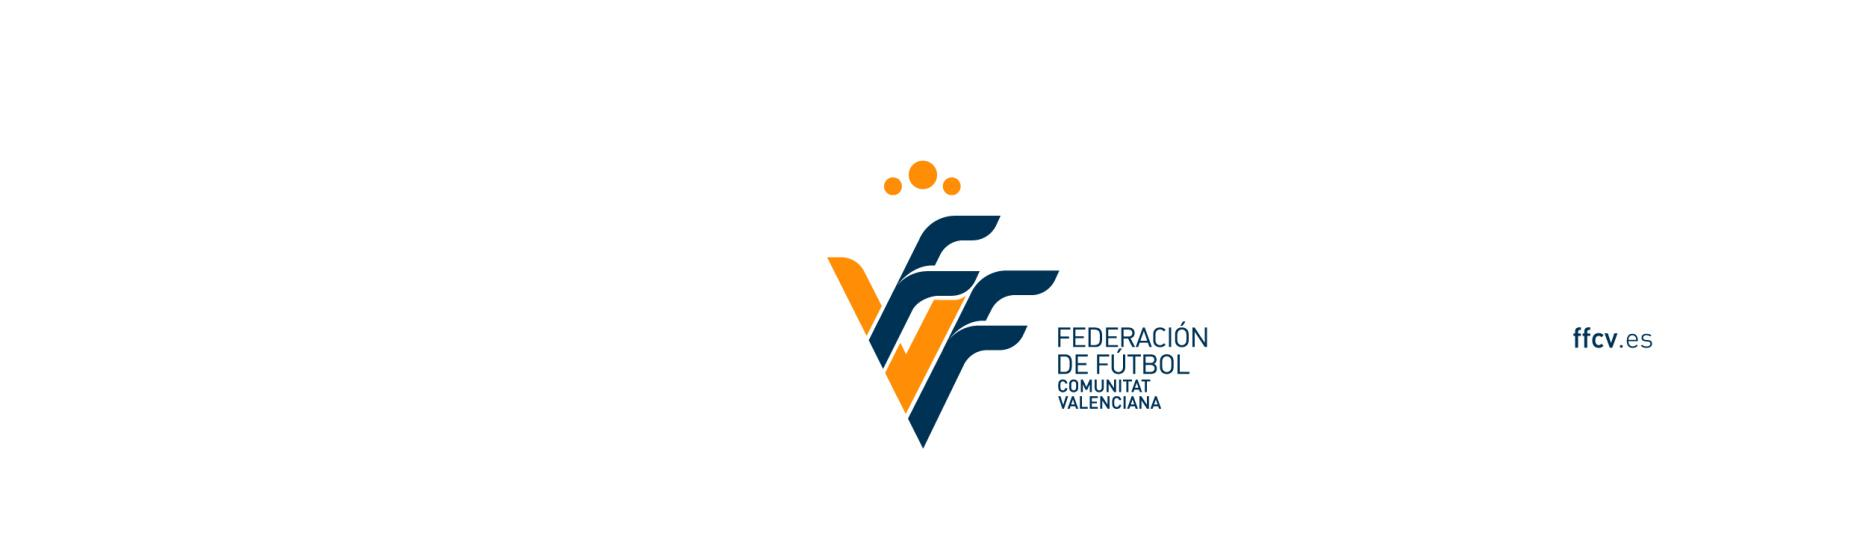 FEDERACIÓN
DE FÚTBOL
COMUNITAT
VALENCIANA
ffcv.es